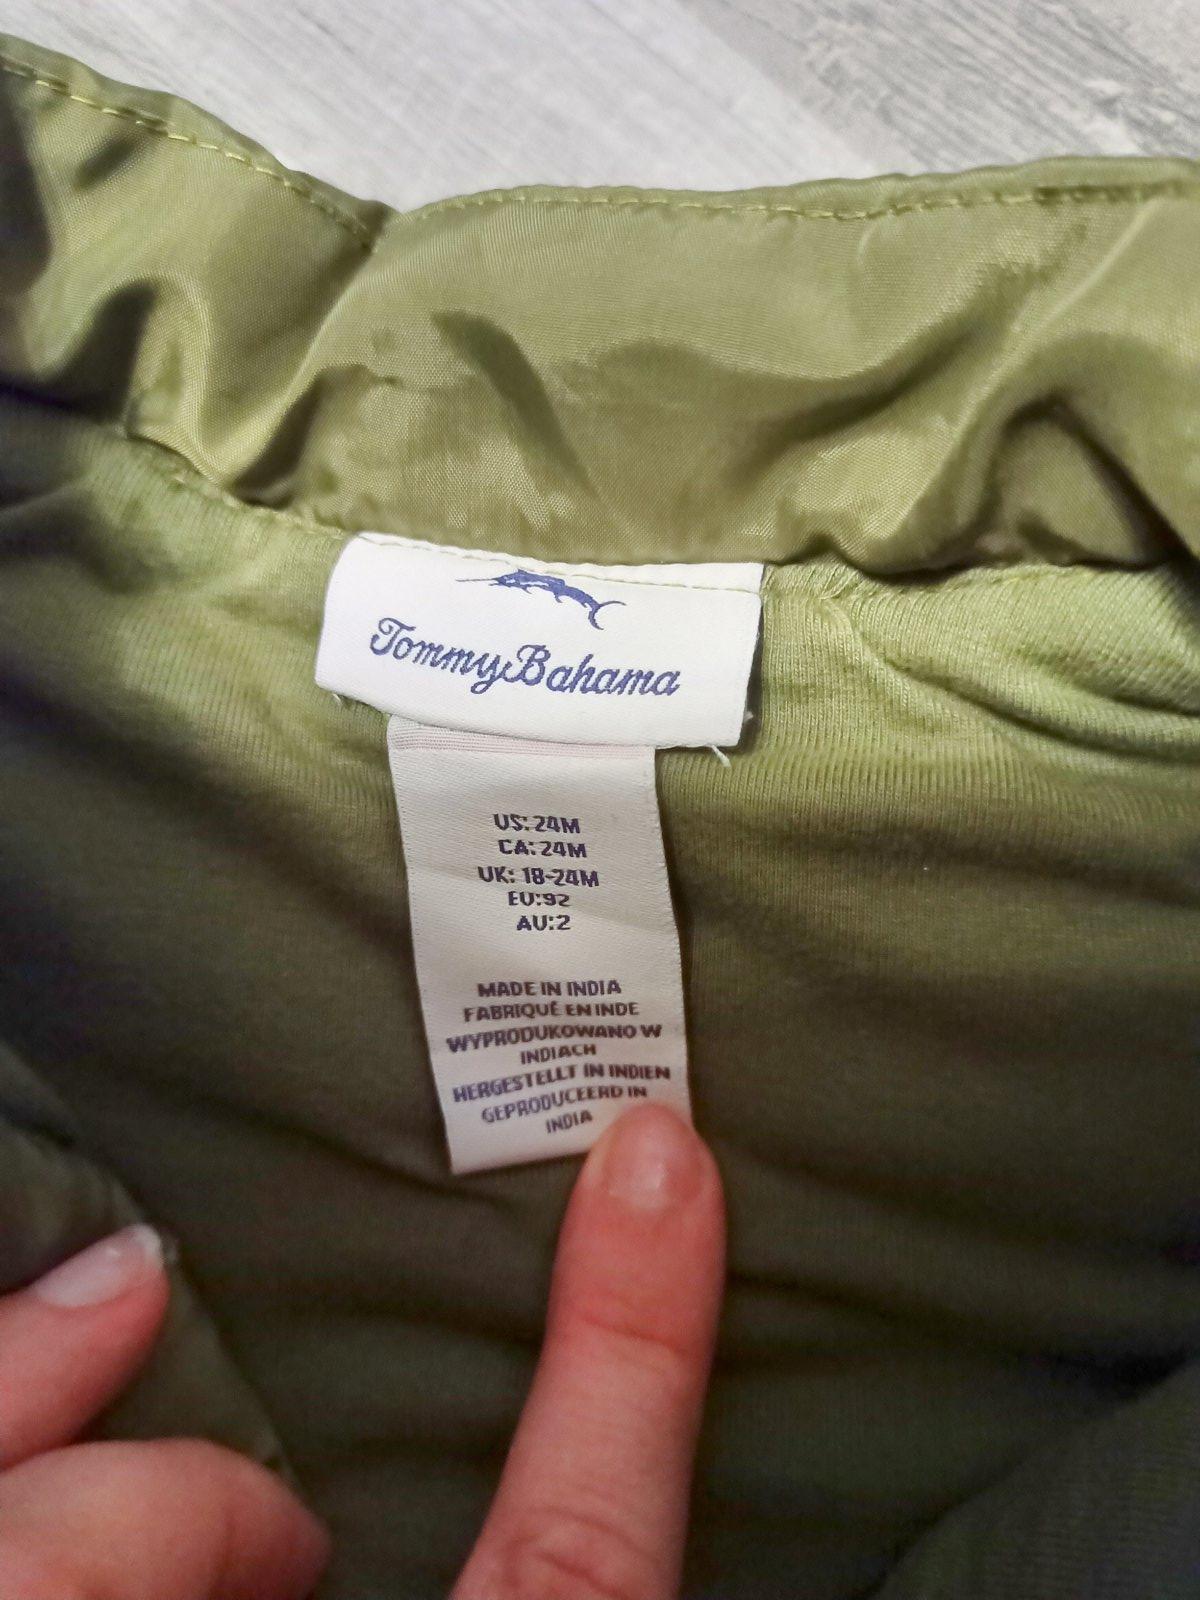 Tommy Bahama
US: 24M
CA: 24M
UK: 18-24M
EU: 92
AU: 2
MADE IN INDIA
FABRIQUÉ EN INDE
WYPRODUKOWANO W
INDIACH
HERGESTELLT IN INDIEN
GEPRODUCEERD IN
INDIA